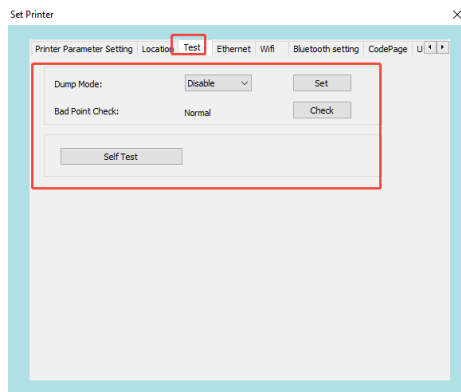 Set Printer
Printer Parameter Setting Location Test Ethernet Wifi Bluetooth setting CodePage U
Dump Mode: Disable Set
Bad Point Check: Normal Check
Self Test